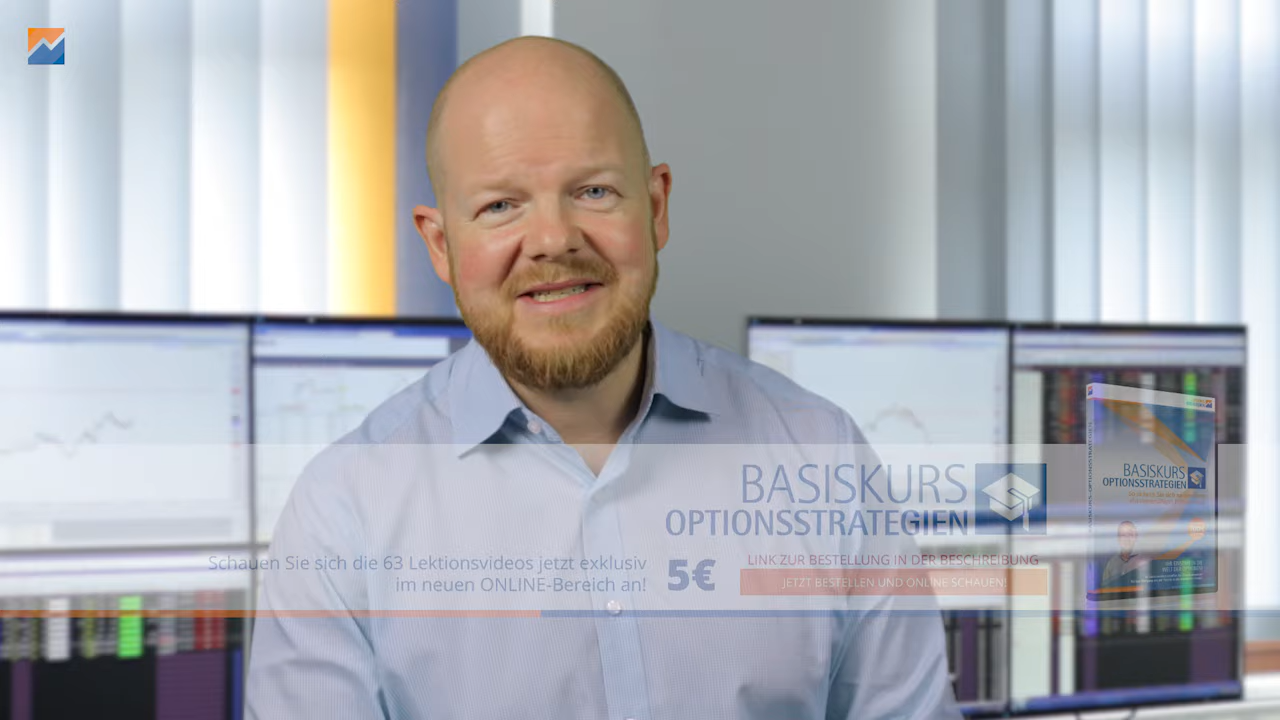 BASISKURS
OPTIONSSTRATEGIEN
Schauen Sie sich die 63 Lektionsvideos jetzt exklusiv
im neuen ONLINE-Bereich an!
5€
LINK ZUR BESTELLUNG IN DER BESCHREIBUNG
JETZT BESTELLEN UND ONLINE SCHAUEN!
BASISKURS
OPTIONSSTRATEGIEN